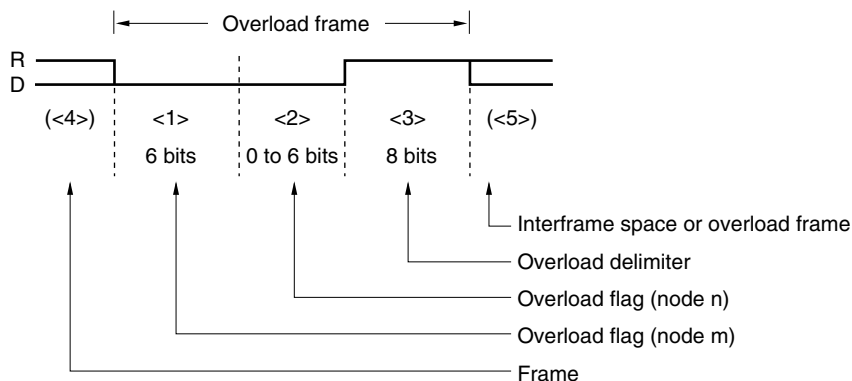 Overload frame
R
D
(<4>) <1> <2> <3> (<5>)
6 bits 0 to 6 bits 8 bits
Interframe space or overload frame
Overload delimiter
Overload flag (node n)
Overload flag (node m)
Frame